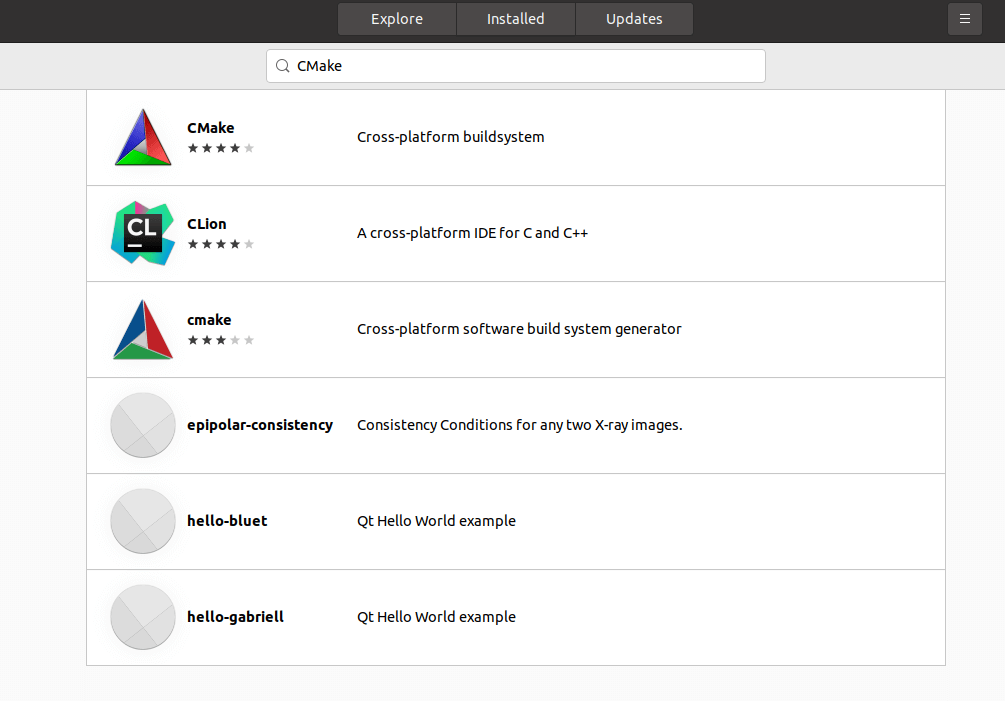 Explore Installed Updates
CMake
CMake
Cross-platform buildsystem
CL
CLion
A cross-platform IDE for C and C++
cmake
Cross-platform software build system generator
epipolar-consistency
Consistency Conditions for any two X-ray images.
hello-bluet
Qt Hello World example
hello-gabriell
Qt Hello World example